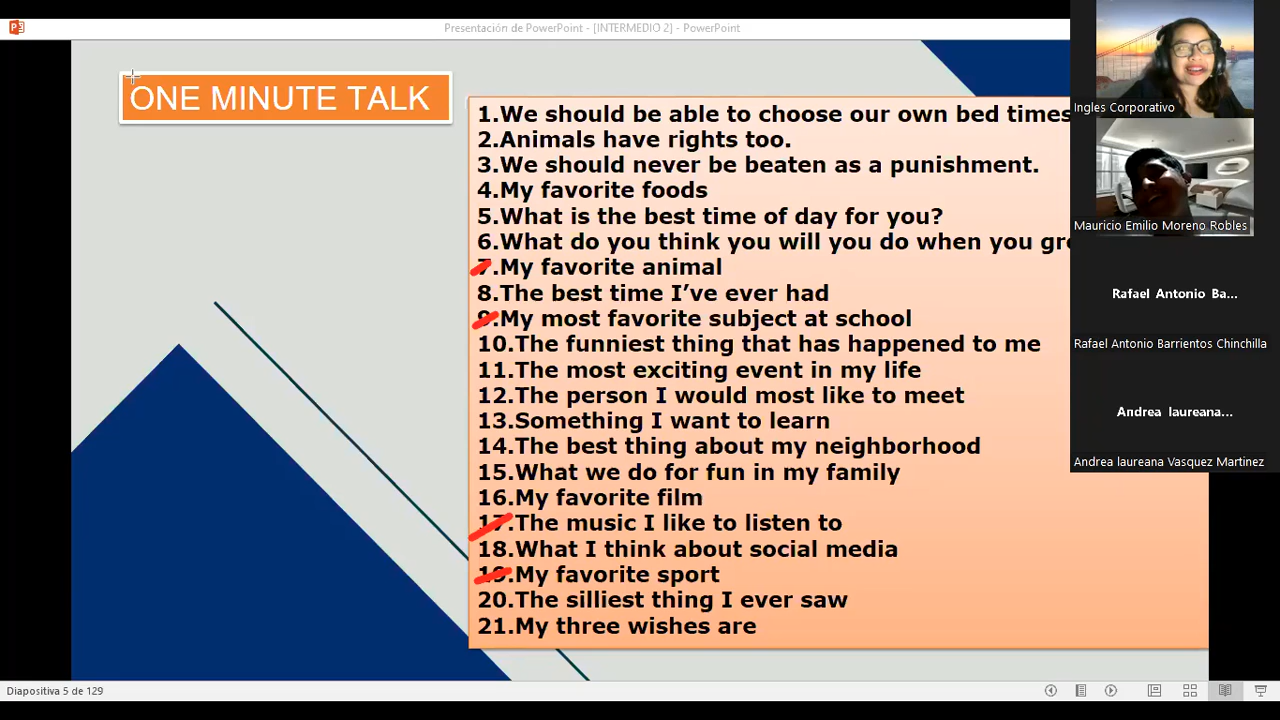 Presentación de PowerPoint - [INTERMEDIO 2] - PowerPoint
ONE MINUTE TALK
1.We should be able to choose our own bed times
2.Animals have rights too.
3.We should never be beaten as a punishment.
4.My favorite foods
5.What is the best time of day for you?
6.What do you think you will you do when you gr
7.My favorite animal
8.The best time I’ve ever had
9.My most favorite subject at school
10.The funniest thing that has happened to me
11.The most exciting event in my life
12.The person I would most like to meet
13.Something I want to learn
14.The best thing about my neighborhood
15.What we do for fun in my family
16.My favorite film
17.The music I like to listen to
18.What I think about social media
19.My favorite sport
20.The silliest thing I ever saw
21.My three wishes are
Ingles Corporativo
Mauricio Emilio Moreno Robles
Rafael Antonio Ba...
Rafael Antonio Barrientos Chinchilla
Andrea laureana...
Andrea laureana Vasquez Martinez
Diapositiva 5 de 129